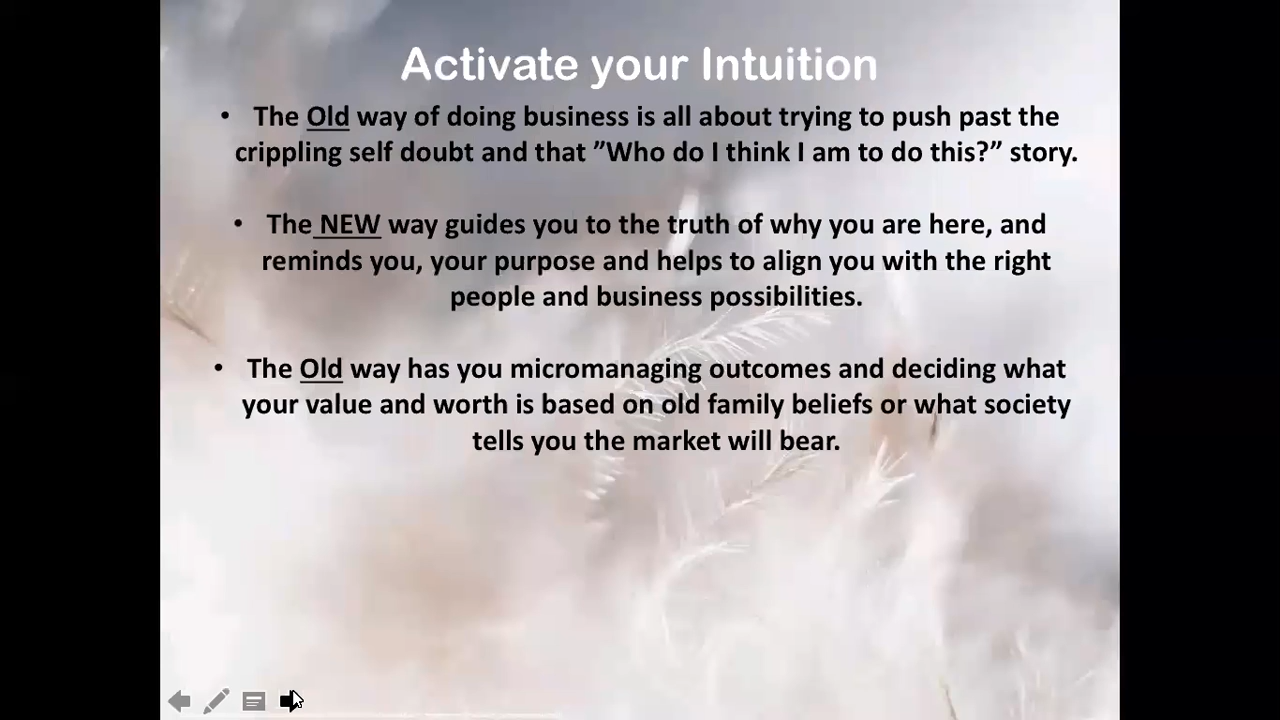 Activate your Intuition
• The Old way of doing business is all about trying to push past the
crippling self doubt and that ”Who do I think I am to do this?” story.
• The NEW way guides you to the truth of why you are here, and
reminds you, your purpose and helps to align you with the right
people and business possibilities.
• The Old way has you micromanaging outcomes and deciding what
your value and worth is based on old family beliefs or what society
tells you the market will bear.